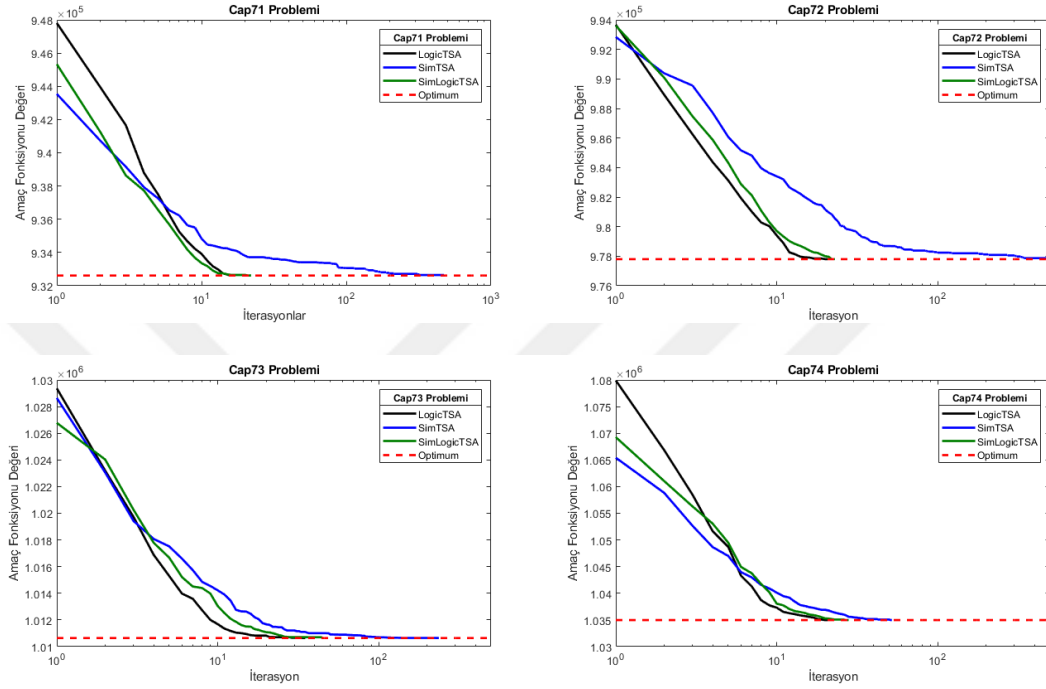 Cap71 Problemi
×10^5
9.48
9.46
9.44
9.42
9.4
9.38
9.36
9.34
9.32
Amaç Fonksiyonu Değeri
10^0 10^1 10^2 10^3
İterasyonlar
Cap71 Problemi
LogicTSA
SimTSA
SimLogicTSA
Optimum
Cap72 Problemi
×10^5
9.94
9.92
9.9
9.88
9.86
9.84
9.82
9.8
9.78
9.76
Amaç Fonksiyonu Değeri
10^0 10^1 10^2
İterasyon
Cap72 Problemi
LogicTSA
SimTSA
SimLogicTSA
Optimum
Cap73 Problemi
×10^6
1.03
1.028
1.026
1.024
1.022
1.02
1.018
1.016
1.014
1.012
1.01
Amaç Fonksiyonu Değeri
10^0 10^1 10^2
İterasyon
Cap73 Problemi
LogicTSA
SimTSA
SimLogicTSA
Optimum
Cap74 Problemi
×10^6
1.08
1.075
1.07
1.065
1.06
1.055
1.05
1.045
1.04
1.035
1.03
Amaç Fonksiyonu Değeri
10^0 10^1 10^2
İterasyon
Cap74 Problemi
LogicTSA
SimTSA
SimLogicTSA
Optimum